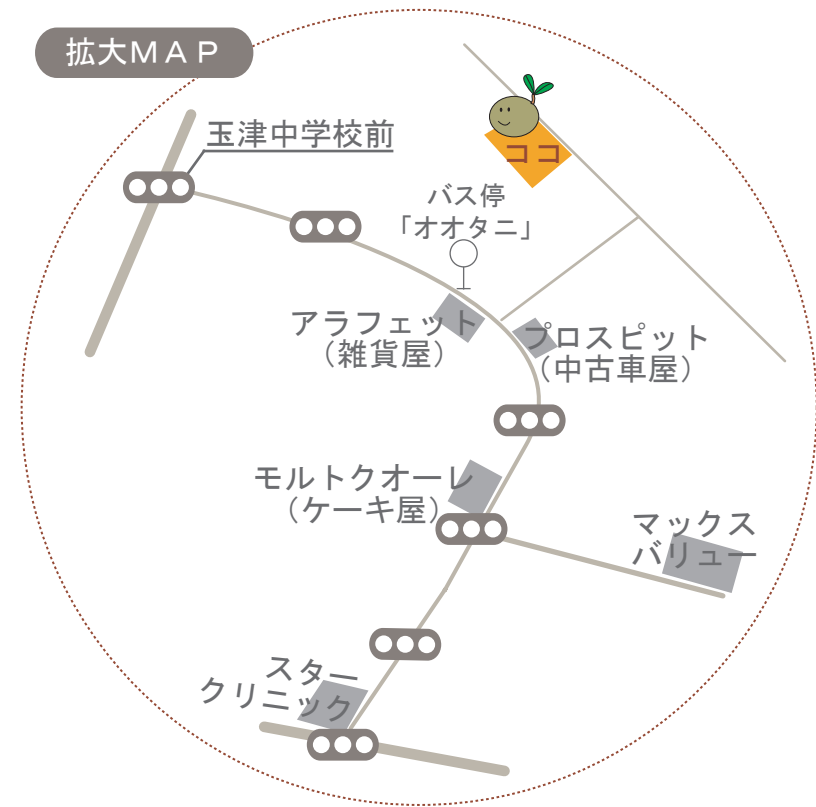 拡大ＭＡＰ
玉津中学校前
ココ
バス停
「オオタニ」
アラフェット
（雑貨屋）
プロスピット
（中古車屋）
モルトクオーレ
（ケーキ屋）
マックス
バリュー
スター
クリニック